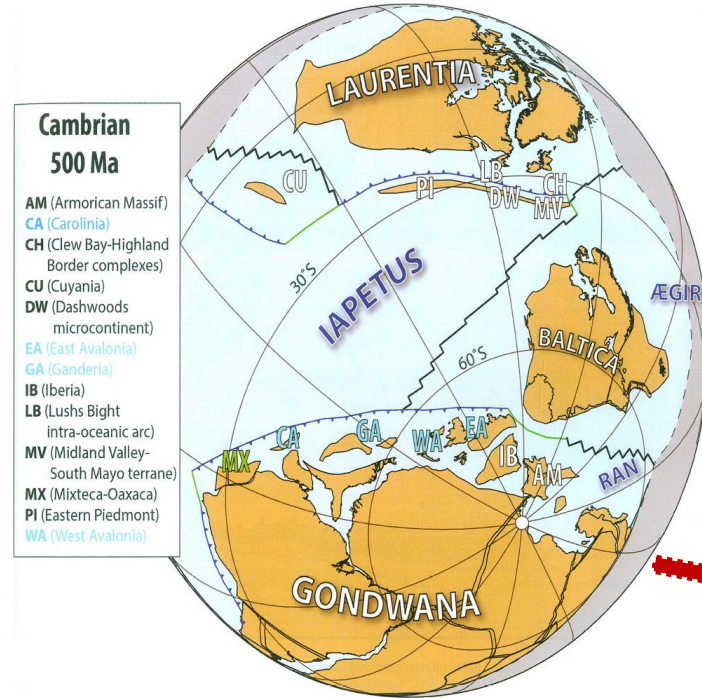 Cambrian
500 Ma
AM (Armorican Massif)
CA (Carolinia)
CH (Clew Bay-Highland
Border complexes)
CU (Cuyania)
DW (Dashwoods
microcontinent)
EA (East Avalonia)
GA (Ganderia)
IB (Iberia)
LB (Lushs Bight
intra-oceanic arc)
MV (Midland Valley-
South Mayo terrane)
MX (Mixteca-Oaxaca)
PI (Eastern Piedmont)
WA (West Avalonia)
LAURENTIA
CU
PI
LB
DW
CH
MV
30°S
IAPETUS
ÆGIR
BALTICA
60°S
CA
GA
WA
EA
MX
IB
AM
RAN
GONDWANA